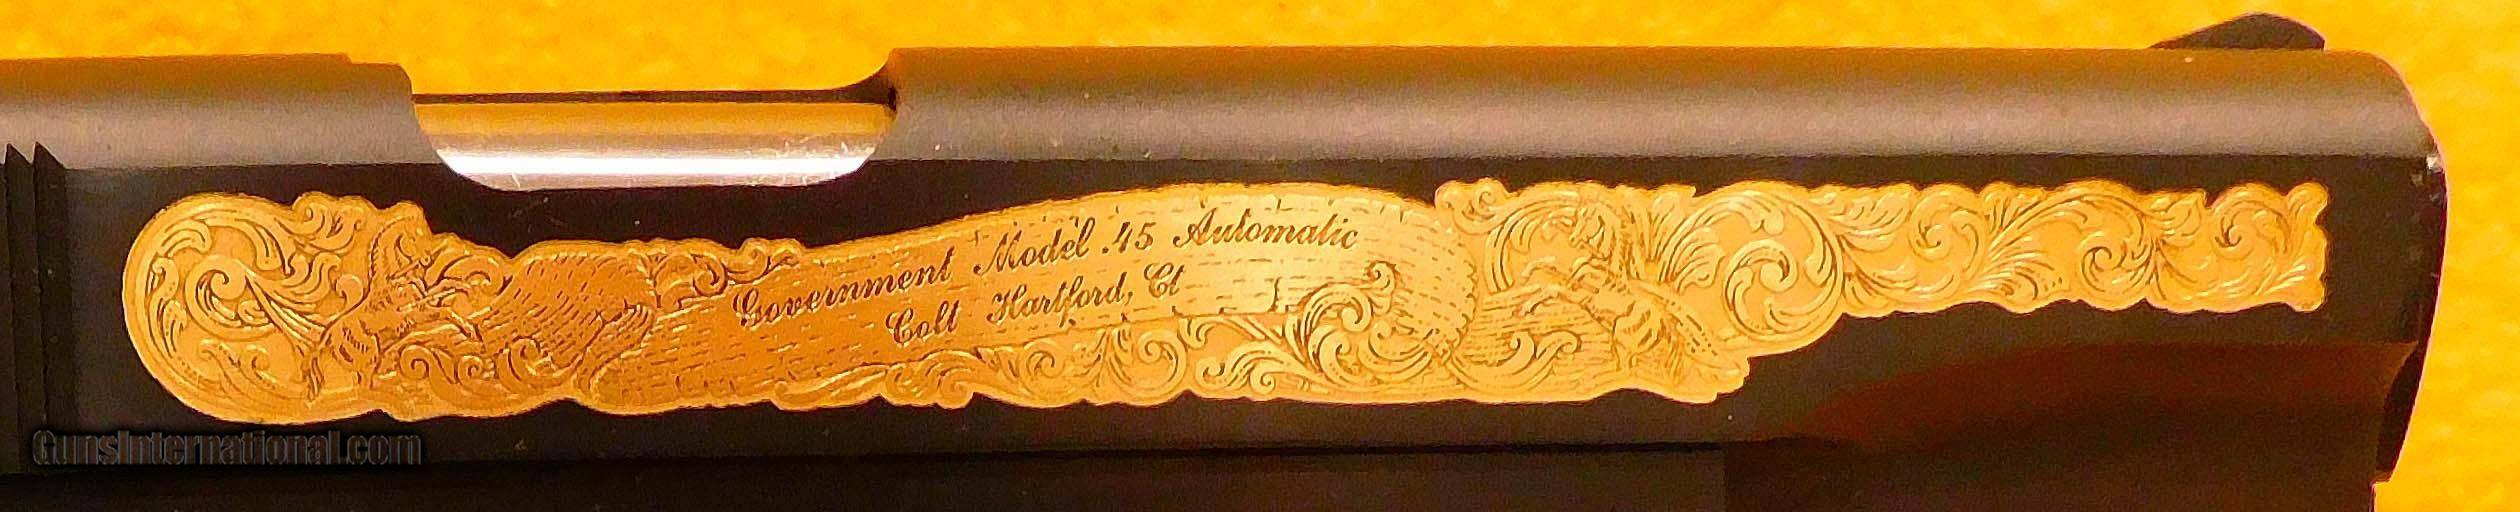 Government Model .45 Automatic
Colt Hartford, Ct
GunsInternational.com